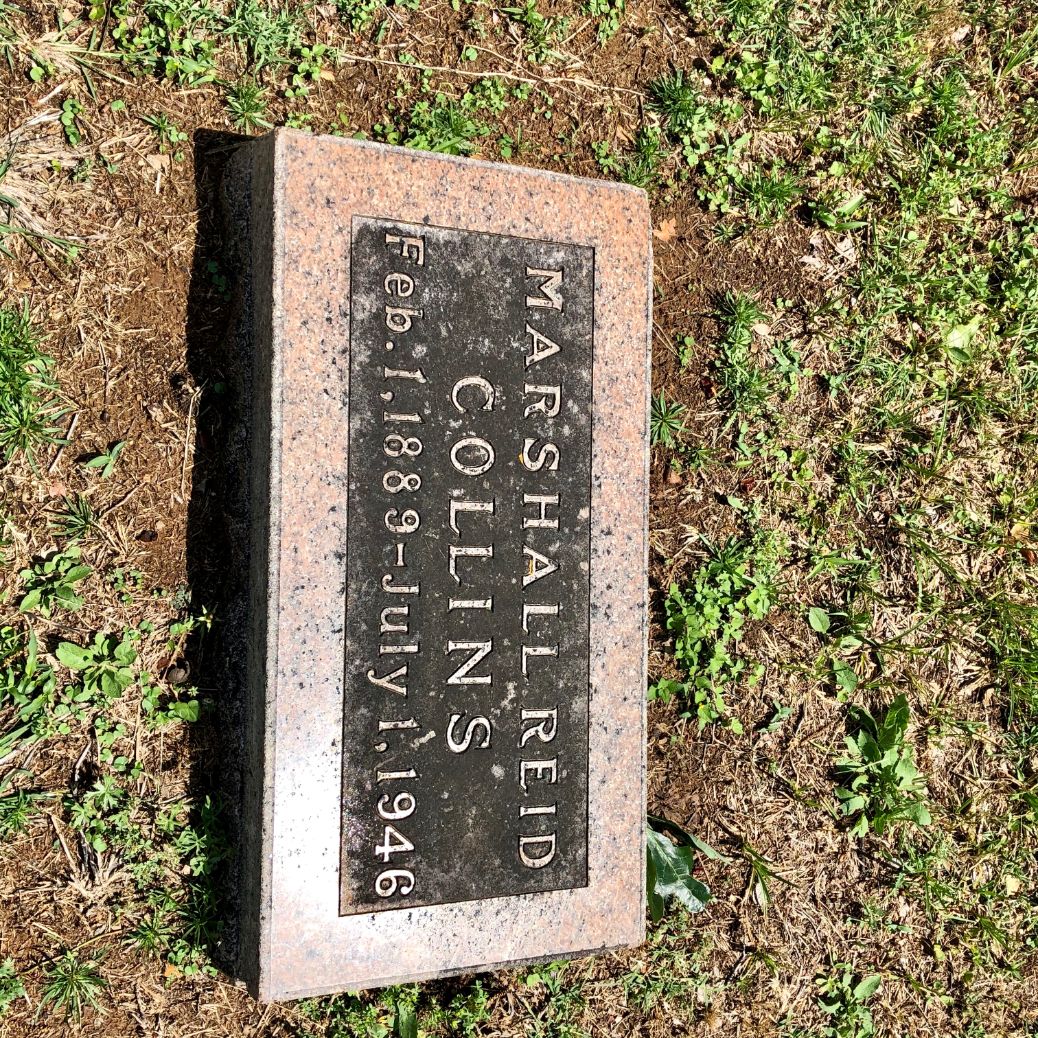 MARSHALL REID
COLLINS
Feb.1,1889-July 1,1946